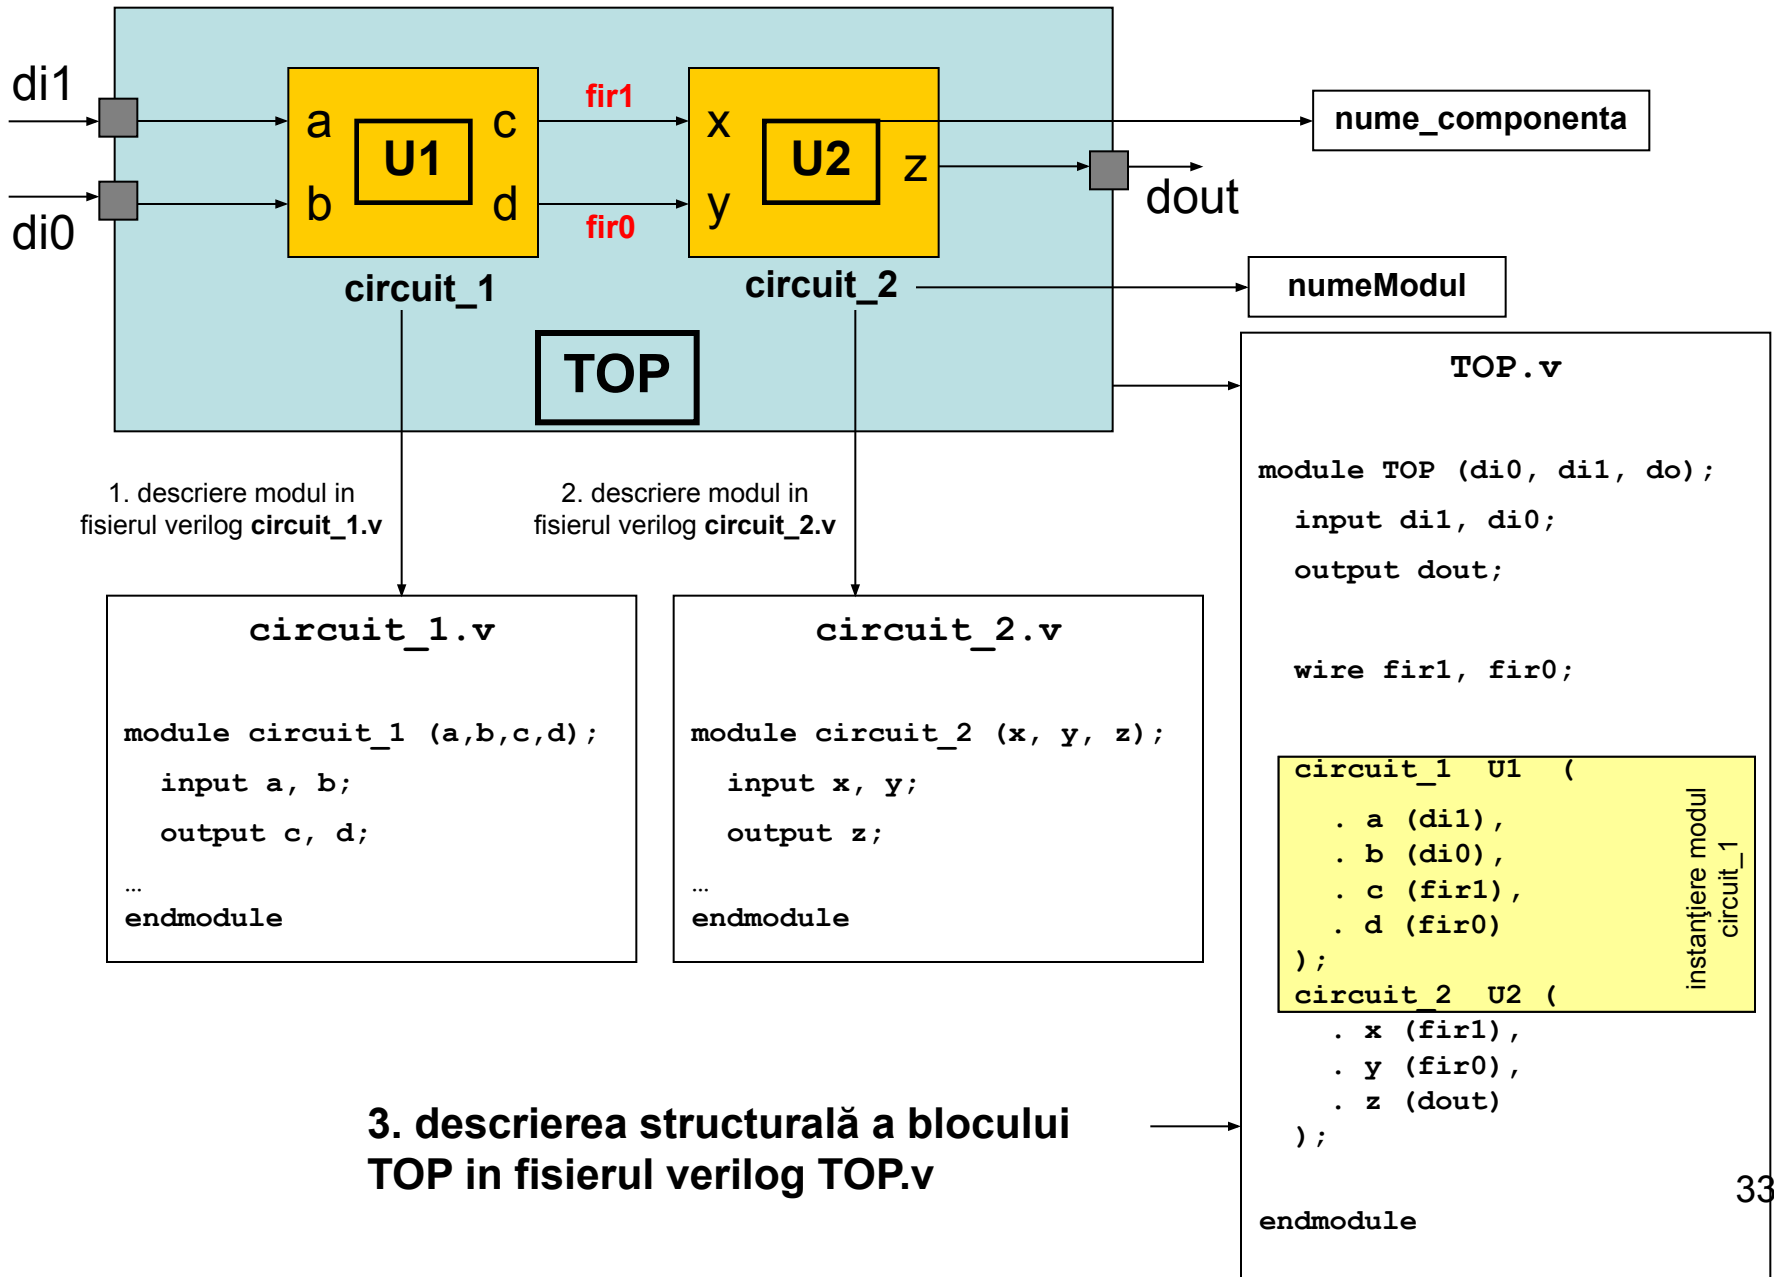 di1
di0
a
b
U1
c
d
fir1
fir0
x
y
U2
z
nume_componenta
dout
circuit_1
circuit_2
numeModul
TOP
1. descriere modul in
fisierul verilog circuit_1.v
2. descriere modul in
fisierul verilog circuit_2.v
circuit_1.v
module circuit_1 (a,b,c,d);
input a, b;
output c, d;
…
endmodule
circuit_2.v
module circuit_2 (x, y, z);
input x, y;
output z;
…
endmodule
TOP.v
module TOP (di0, di1, do);
input di1, di0;
output dout;
wire fir1, fir0;
circuit_1 U1 (
. a (di1),
. b (di0),
. c (fir1),
. d (fir0)
);
circuit_2 U2 (
. x (fir1),
. y (fir0),
. z (dout)
);
endmodule
instanţiere modul
circuit_1
3. descrierea structurală a blocului
TOP in fisierul verilog TOP.v
33